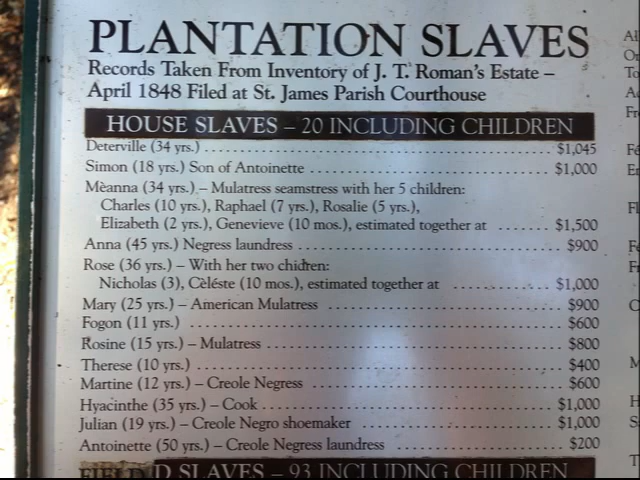 PLANTATION SLAVES
Records Taken From Inventory of J. T. Roman's Estate –
April 1848 Filed at St. James Parish Courthouse
HOUSE SLAVES – 20 INCLUDING CHILDREN
Deterville (34 yrs.) ........ $1,045
Simon (18 yrs.) Son of Antoinette ........ $1,000
Mèanna (34 yrs.) – Mulatress seamstress with her 5 children:
Charles (10 yrs.), Raphael (7 yrs.), Rosalie (5 yrs.),
Elizabeth (2 yrs.), Genevieve (10 mos.), estimated together at ........ $1,500
Anna (45 yrs.) Negress laundress ........ $900
Rose (36 yrs.) – With her two chidren:
Nicholas (3), Cèléste (10 mos.), estimated together at ........ $1,000
Mary (25 yrs.) – American Mulatress ........ $900
Fogon (11 yrs.) ........ $600
Rosine (15 yrs.) – Mulatress ........ $800
Therese (10 yrs.) ........ $400
Martine (12 yrs.) – Creole Negress ........ $600
Hyacinthe (35 yrs.) – Cook ........ $1,000
Julian (19 yrs.) – Creole Negro shoemaker ........ $1,000
Antoinette (50 yrs.) – Creole Negress laundress ........ $200
FIELD SLAVES – 93 INCLUDING CHILDREN